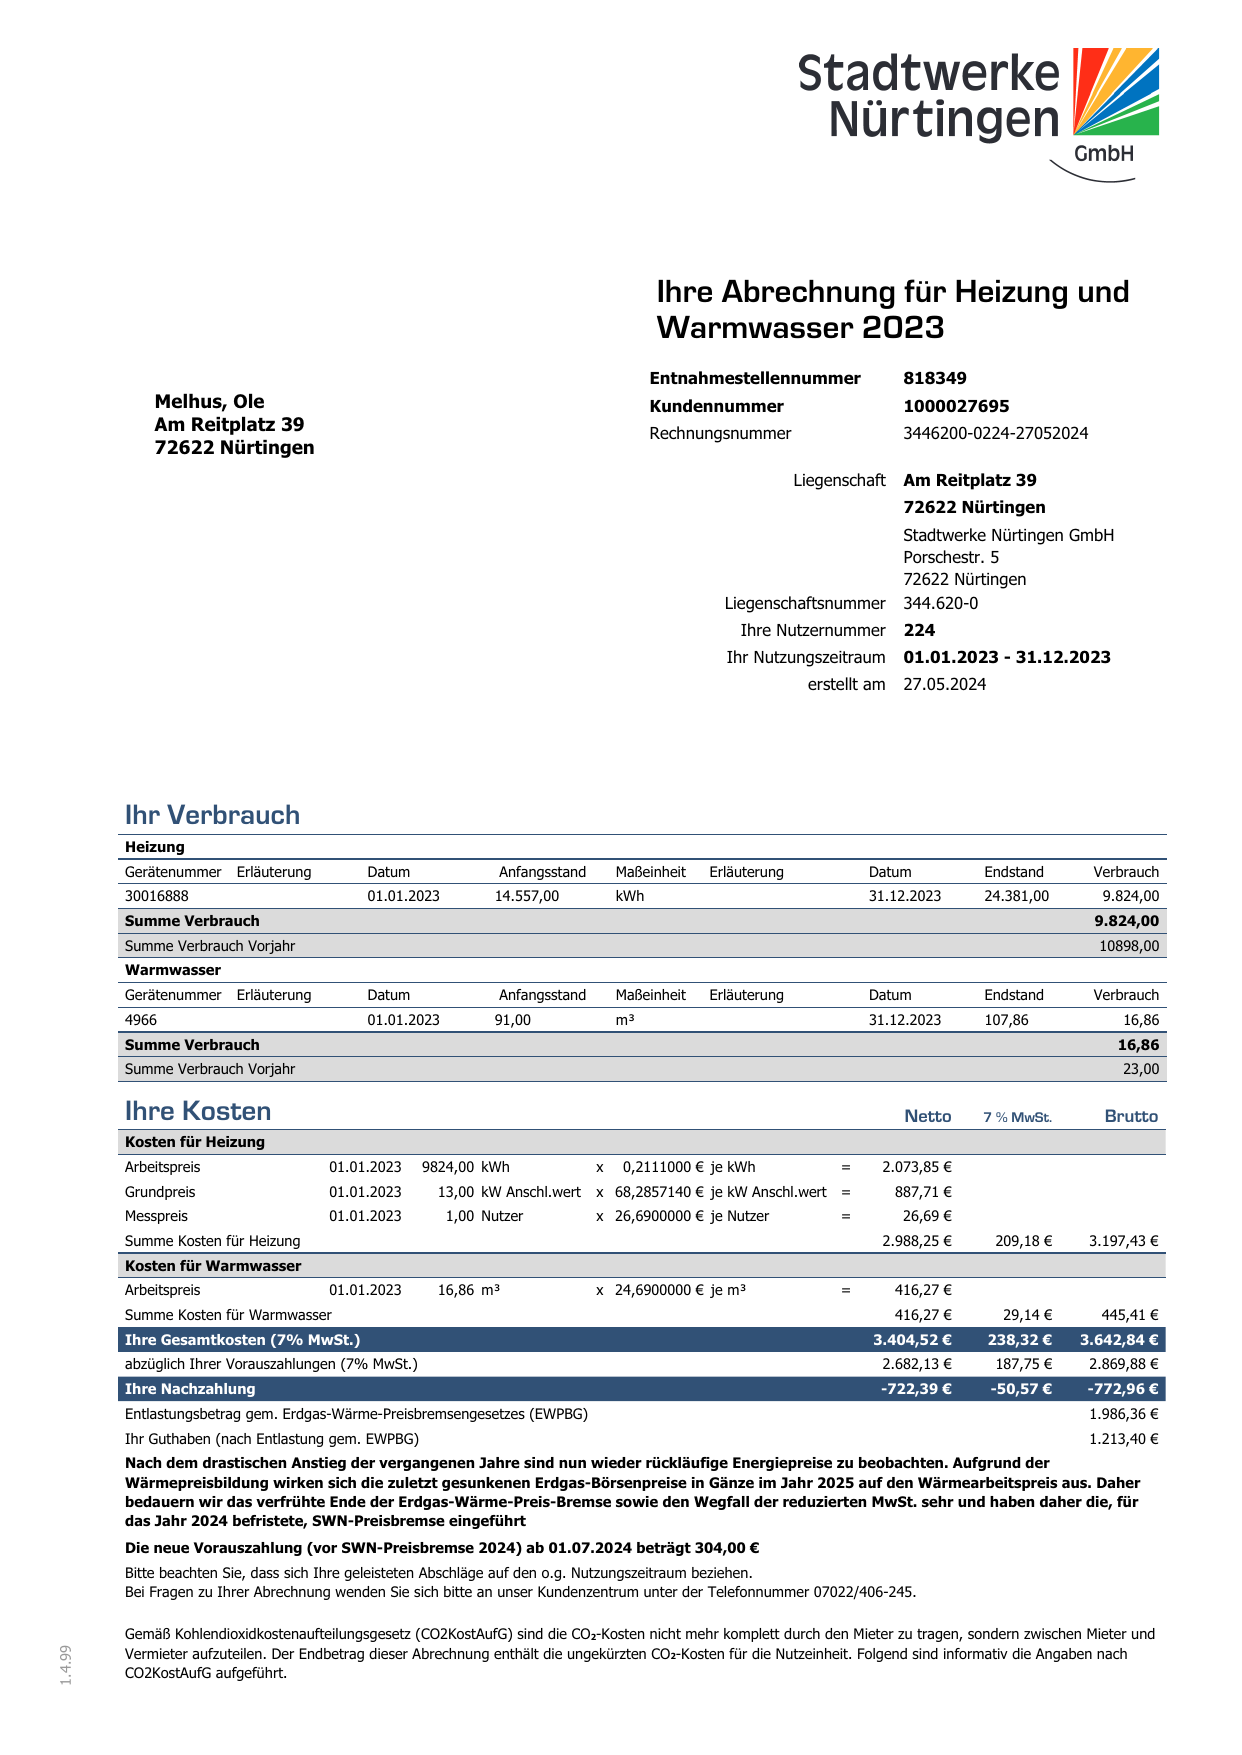 Stadtwerke
Nürtingen
GmbH
Ihre Abrechnung für Heizung und
Warmwasser 2023
Entnahmestellennummer 818349
Kundennummer 1000027695
Rechnungsnummer 3446200-0224-27052024
Melhus, Ole
Am Reitplatz 39
72622 Nürtingen
Liegenschaft Am Reitplatz 39
72622 Nürtingen
Stadtwerke Nürtingen GmbH
Porschestr. 5
72622 Nürtingen
Liegenschaftsnummer 344.620-0
Ihre Nutzernummer 224
Ihr Nutzungszeitraum 01.01.2023 - 31.12.2023
erstellt am 27.05.2024
Ihr Verbrauch
Heizung
Gerätenummer Erläuterung Datum Anfangsstand Maßeinheit Erläuterung Datum Endstand Verbrauch
30016888 01.01.2023 14.557,00 kWh 31.12.2023 24.381,00 9.824,00
Summe Verbrauch 9.824,00
Summe Verbrauch Vorjahr 10898,00
Warmwasser
Gerätenummer Erläuterung Datum Anfangsstand Maßeinheit Erläuterung Datum Endstand Verbrauch
4966 01.01.2023 91,00 m³ 31.12.2023 107,86 16,86
Summe Verbrauch 16,86
Summe Verbrauch Vorjahr 23,00
Ihre Kosten Netto 7 % MwSt. Brutto
Kosten für Heizung
Arbeitspreis 01.01.2023 9824,00 kWh x 0,2111000 € je kWh = 2.073,85 €
Grundpreis 01.01.2023 13,00 kW Anschl.wert x 68,2857140 € je kW Anschl.wert = 887,71 €
Messpreis 01.01.2023 1,00 Nutzer x 26,6900000 € je Nutzer = 26,69 €
Summe Kosten für Heizung 2.988,25 € 209,18 € 3.197,43 €
Kosten für Warmwasser
Arbeitspreis 01.01.2023 16,86 m³ x 24,6900000 € je m³ = 416,27 €
Summe Kosten für Warmwasser 416,27 € 29,14 € 445,41 €
Ihre Gesamtkosten (7% MwSt.) 3.404,52 € 238,32 € 3.642,84 €
abzüglich Ihrer Vorauszahlungen (7% MwSt.) 2.682,13 € 187,75 € 2.869,88 €
Ihre Nachzahlung -722,39 € -50,57 € -772,96 €
Entlastungsbetrag gem. Erdgas-Wärme-Preisbremsengesetzes (EWPBG) 1.986,36 €
Ihr Guthaben (nach Entlastung gem. EWPBG) 1.213,40 €
Nach dem drastischen Anstieg der vergangenen Jahre sind nun wieder rückläufige Energiepreise zu beobachten. Aufgrund der
Wärmepreisbildung wirken sich die zuletzt gesunkenen Erdgas-Börsenpreise in Gänze im Jahr 2025 auf den Wärmearbeitspreis aus. Daher
bedauern wir das verfrühte Ende der Erdgas-Wärme-Preis-Bremse sowie den Wegfall der reduzierten MwSt. sehr und haben daher die, für
das Jahr 2024 befristete, SWN-Preisbremse eingeführt
Die neue Vorauszahlung (vor SWN-Preisbremse 2024) ab 01.07.2024 beträgt 304,00 €
Bitte beachten Sie, dass sich Ihre geleisteten Abschläge auf den o.g. Nutzungszeitraum beziehen.
Bei Fragen zu Ihrer Abrechnung wenden Sie sich bitte an unser Kundenzentrum unter der Telefonnummer 07022/406-245.
Gemäß Kohlendioxidkostenaufteilungsgesetz (CO2KostAufG) sind die CO₂-Kosten nicht mehr komplett durch den Mieter zu tragen, sondern zwischen Mieter und
Vermieter aufzuteilen. Der Endbetrag dieser Abrechnung enthält die ungekürzten CO₂-Kosten für die Nutzeinheit. Folgend sind informativ die Angaben nach
CO2KostAufG aufgeführt.
1.4.99